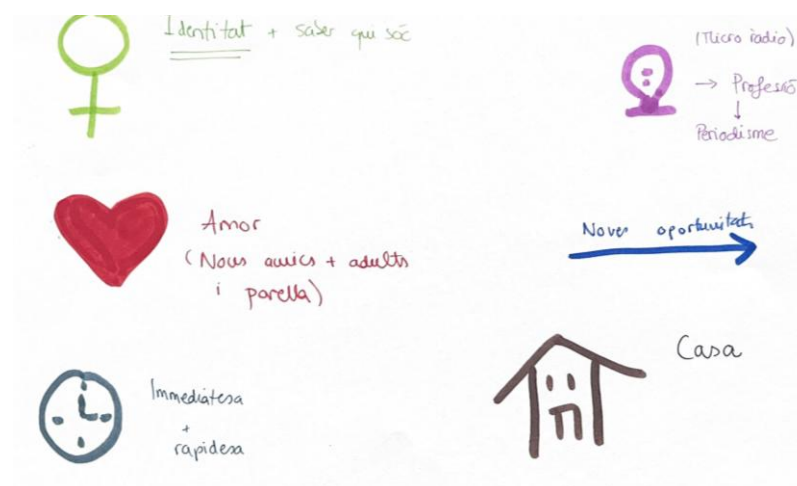 Identitat + saber qui sóc
(Micro ràdio)
→ Professió
↓
Periodisme
Amor
(Nous amics + adults
i parella)
Noves oportunitats
Casa
Immediatesa
+
rapidesa